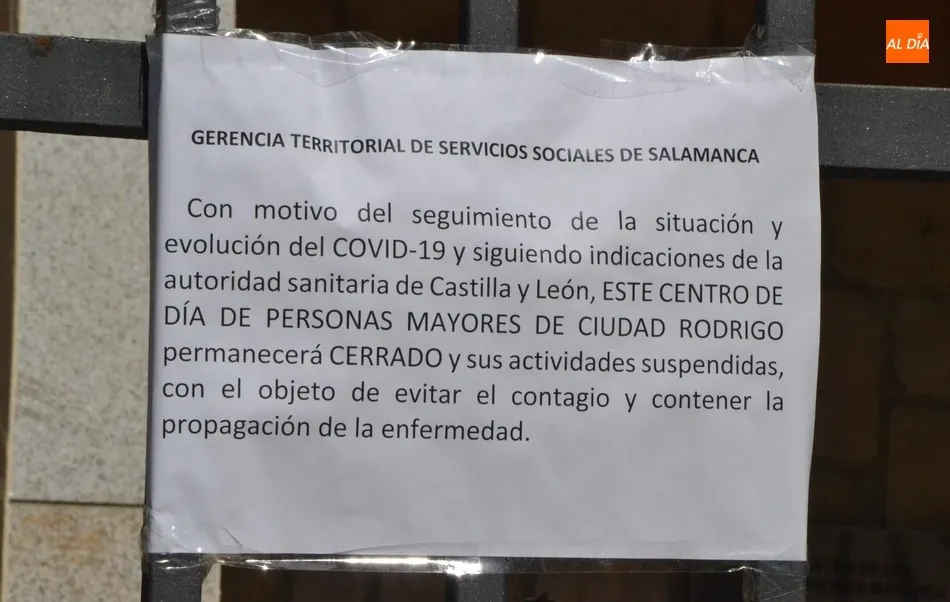 AL DÍA
GERENCIA TERRITORIAL DE SERVICIOS SOCIALES DE SALAMANCA
Con motivo del seguimiento de la situación y
evolución del COVID-19 y siguiendo indicaciones de la
autoridad sanitaria de Castilla y León, ESTE CENTRO DE
DÍA DE PERSONAS MAYORES DE CIUDAD RODRIGO
permanecerá CERRADO y sus actividades suspendidas,
con el objeto de evitar el contagio y contener la
propagación de la enfermedad.